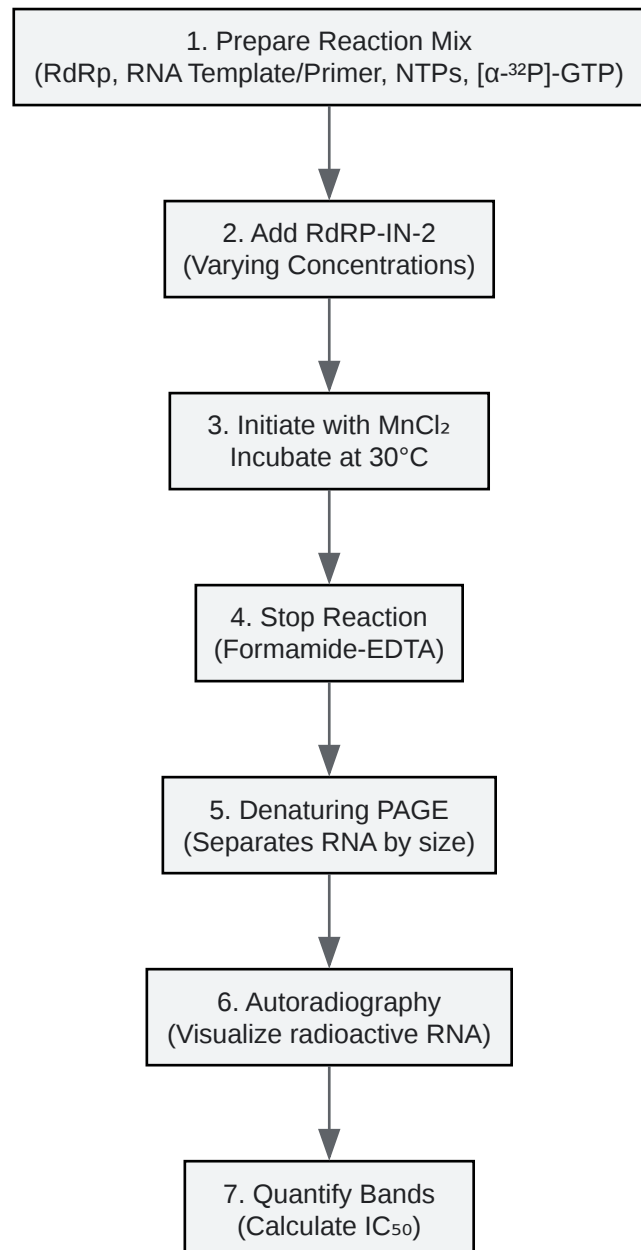 1. Prepare Reaction Mix
(RdRp, RNA Template/Primer, NTPs, [α-³²P]-GTP)
2. Add RdRP-IN-2
(Varying Concentrations)
3. Initiate with MnCl₂
Incubate at 30°C
4. Stop Reaction
(Formamide-EDTA)
5. Denaturing PAGE
(Separates RNA by size)
6. Autoradiography
(Visualize radioactive RNA)
7. Quantify Bands
(Calculate IC₅₀)